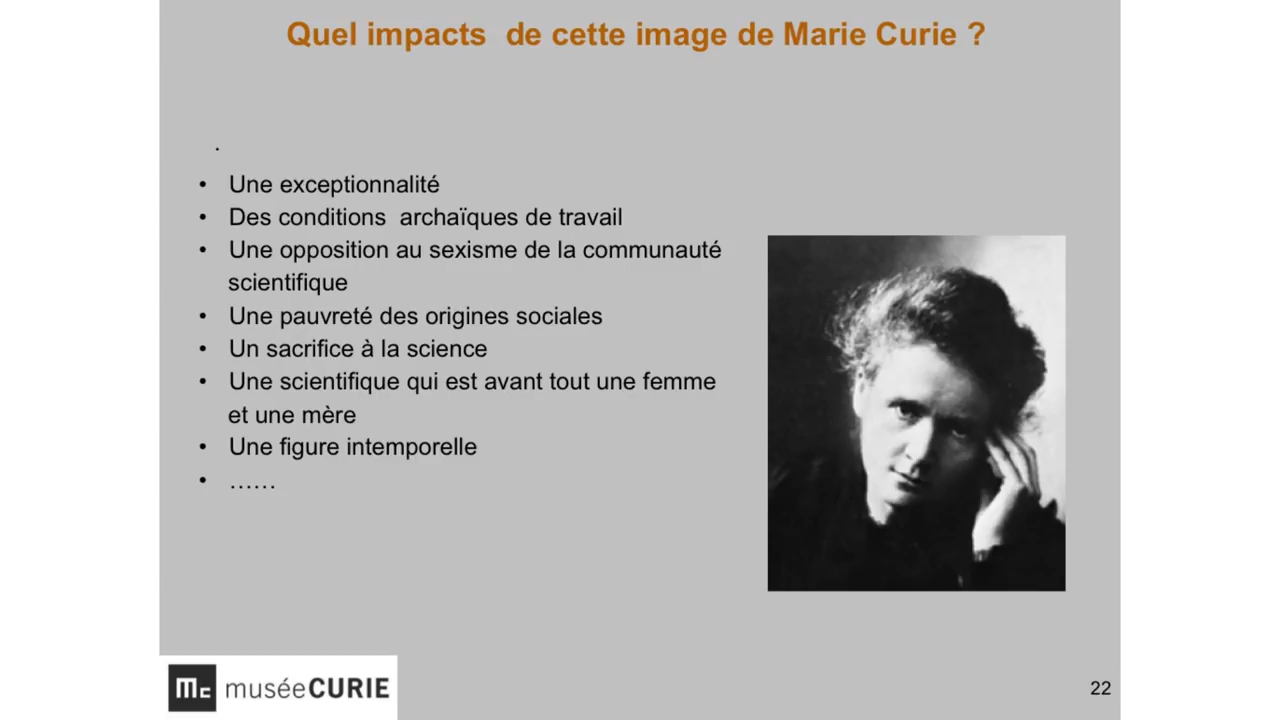 Quel impacts  de cette image de Marie Curie ?
.
• Une exceptionnalité
• Des conditions  archaïques de travail
• Une opposition au sexisme de la communauté
scientifique
• Une pauvreté des origines sociales
• Un sacrifice à la science
• Une scientifique qui est avant tout une femme
et une mère
• Une figure intemporelle
• ……
Mc muséeCURIE
22